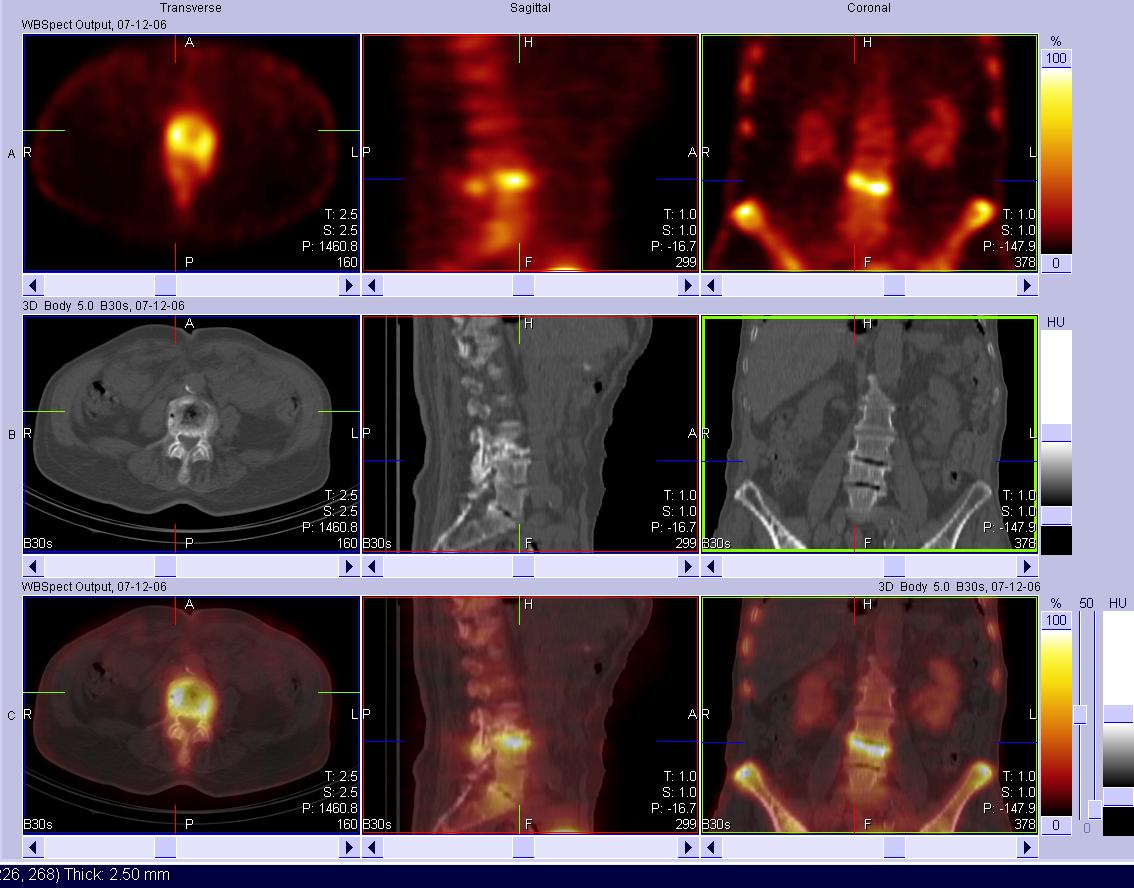 Transverse Sagittal Coronal
WBSpect Output, 07-12-06
A H H %
100
A R L P A R L
T: 2.5 T: 1.0 T: 1.0
S: 2.5 S: 1.0 S: 1.0
P: 1460.8 P: -16.7 P: -147.9
P 160 F 299 F 378 0
3D Body 5.0 B30s, 07-12-06
A H H HU
B R L P A R L
T: 2.5 T: 1.0 T: 1.0
S: 2.5 S: 1.0 S: 1.0
P: 1460.8 P: -16.7 P: -147.9
B30s P 160 B30s F 299 B30s F 378
WBSpect Output, 07-12-06 3D Body 5.0 B30s, 07-12-06
A H H % 50 HU
100
C R L P A R L
T: 2.5 T: 1.0 T: 1.0
S: 2.5 S: 1.0 S: 1.0
P: 1460.8 P: -16.7 P: -147.9
B30s P 160 B30s F 299 B30s F 378 0 0
26, 268) Thick: 2.50 mm